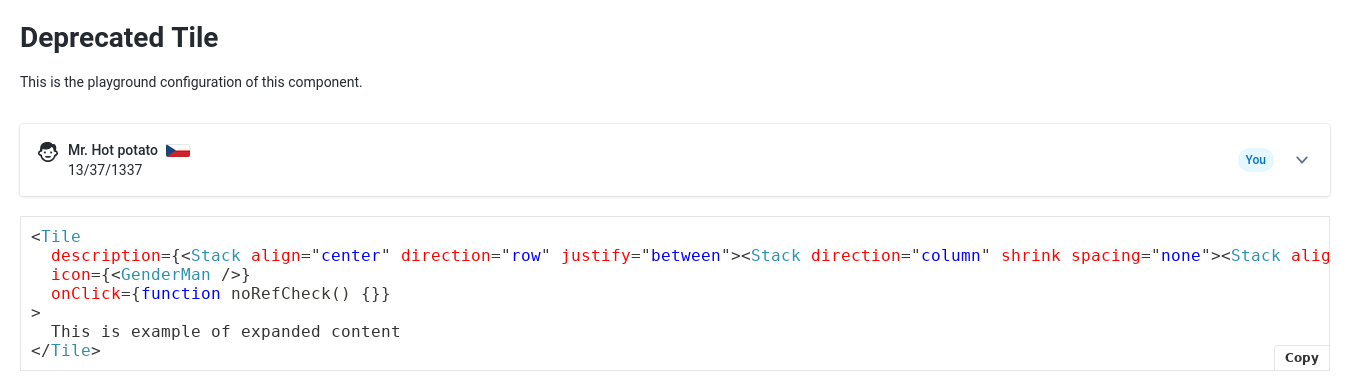 Deprecated Tile
This is the playground configuration of this component.
Mr. Hot potato
13/37/1337
You
<Tile
  description={<Stack align="center" direction="row" justify="between"><Stack direction="column" shrink spacing="none"><Stack alig
  icon={<GenderMan />}
  onClick={function noRefCheck() {}}
>
  This is example of expanded content
</Tile>
Copy